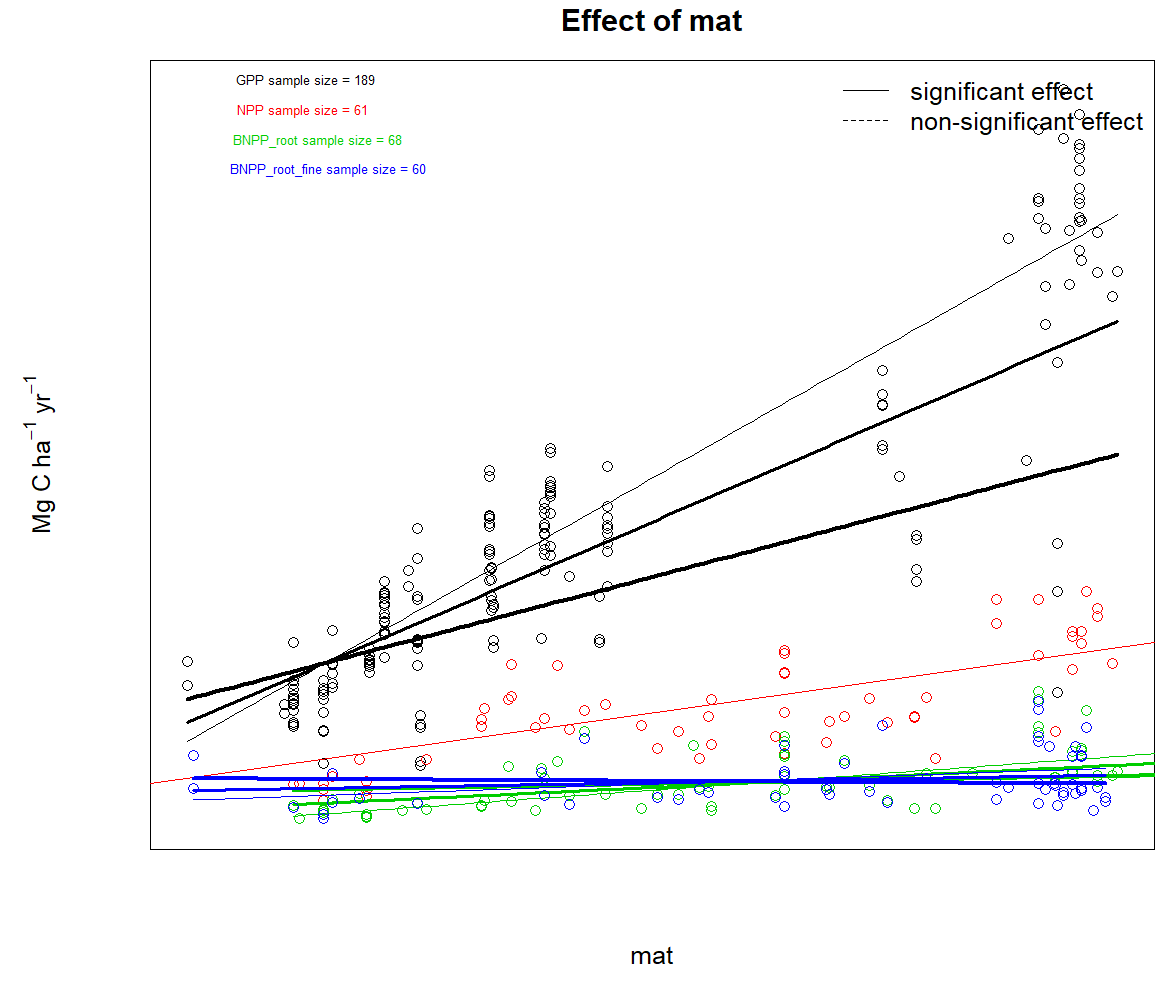 Effect of mat
GPP sample size = 189
NPP sample size = 61
BNPP_root sample size = 68
BNPP_root_fine sample size = 60
significant effect
non-significant effect
Mg C ha⁻¹ yr⁻¹
mat